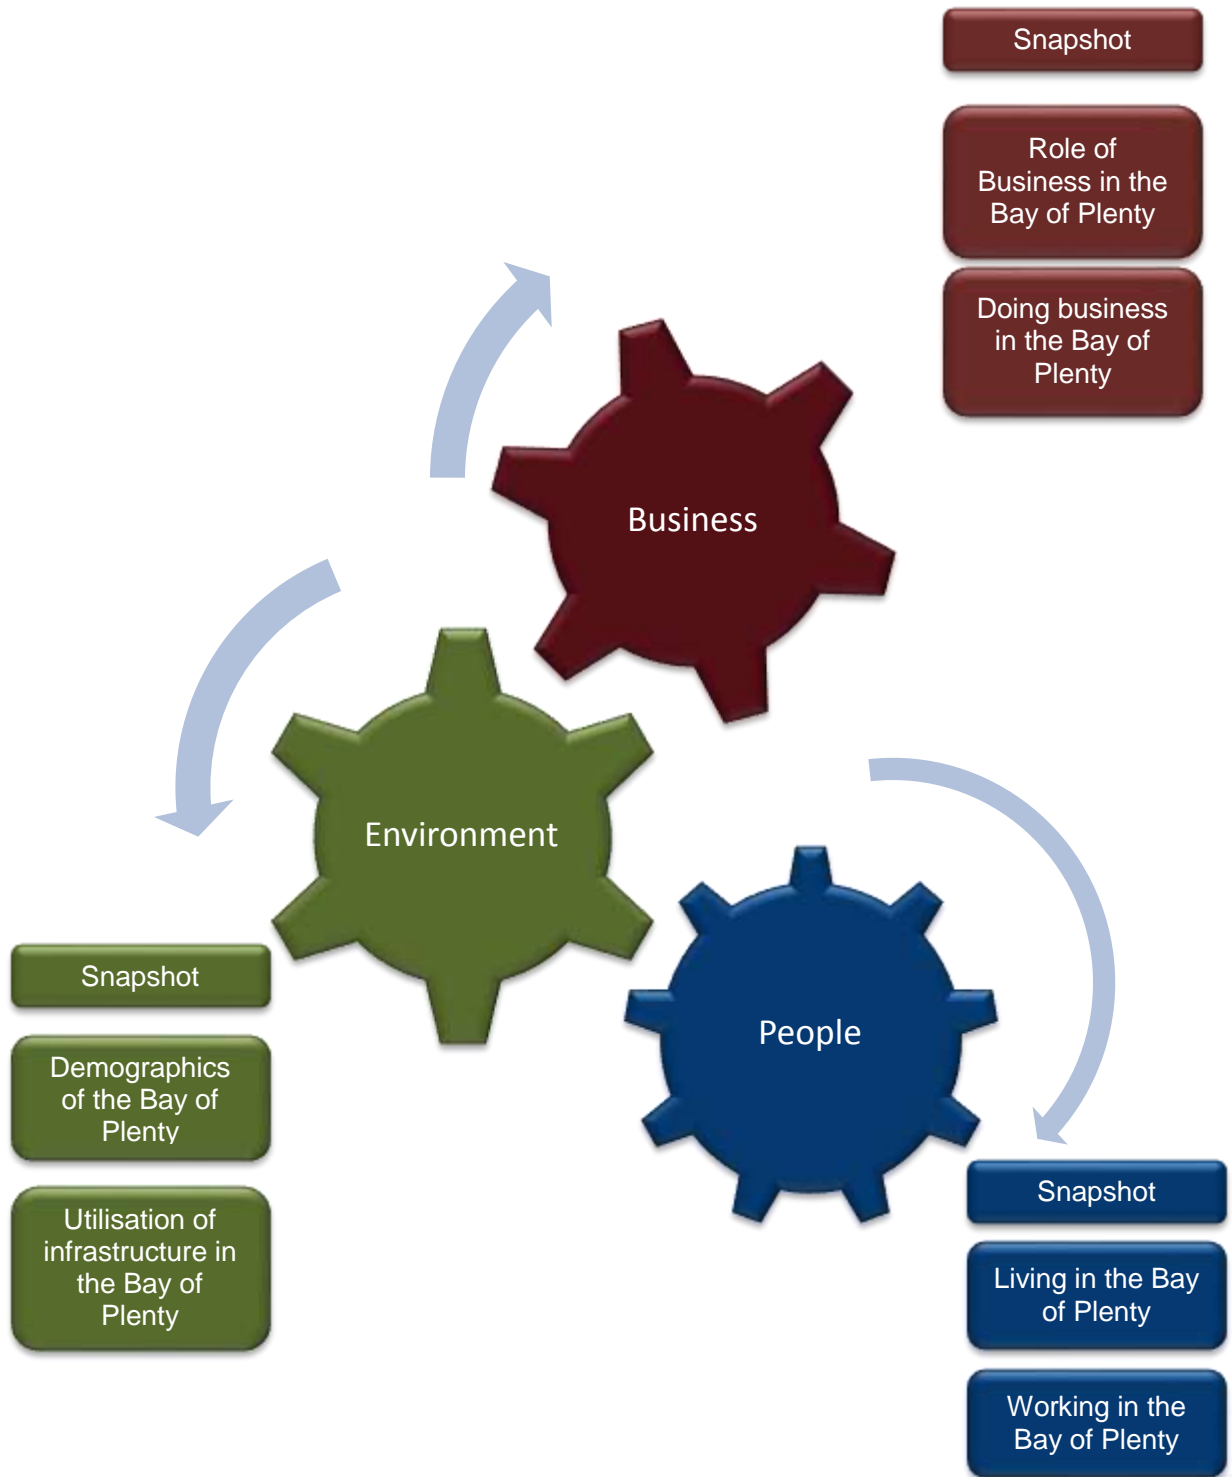 Snapshot
Role of
Business in the
Bay of Plenty
Doing business
in the Bay of
Plenty
Business
Environment
People
Snapshot
Demographics
of the Bay of
Plenty
Utilisation of
infrastructure in
the Bay of
Plenty
Snapshot
Living in the Bay
of Plenty
Working in the
Bay of Plenty